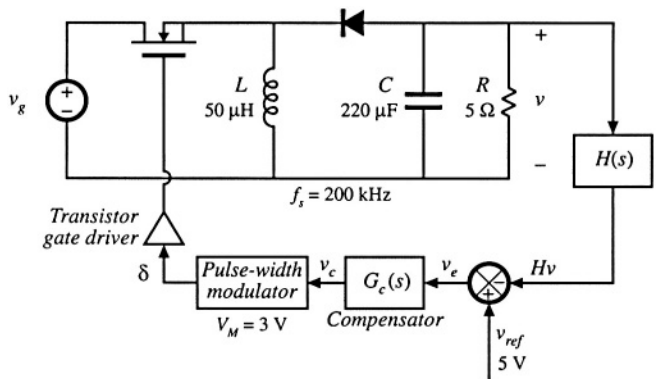 +
L
C
R
v_g
+
−
50 μH
220 μF
5 Ω
v
−
H(s)
f_s = 200 kHz
Transistor
gate driver
δ
Pulse-width
modulator
v_c
G_c(s)
v_e
−
+
Hv
V_M = 3 V
Compensator
v_ref
5 V